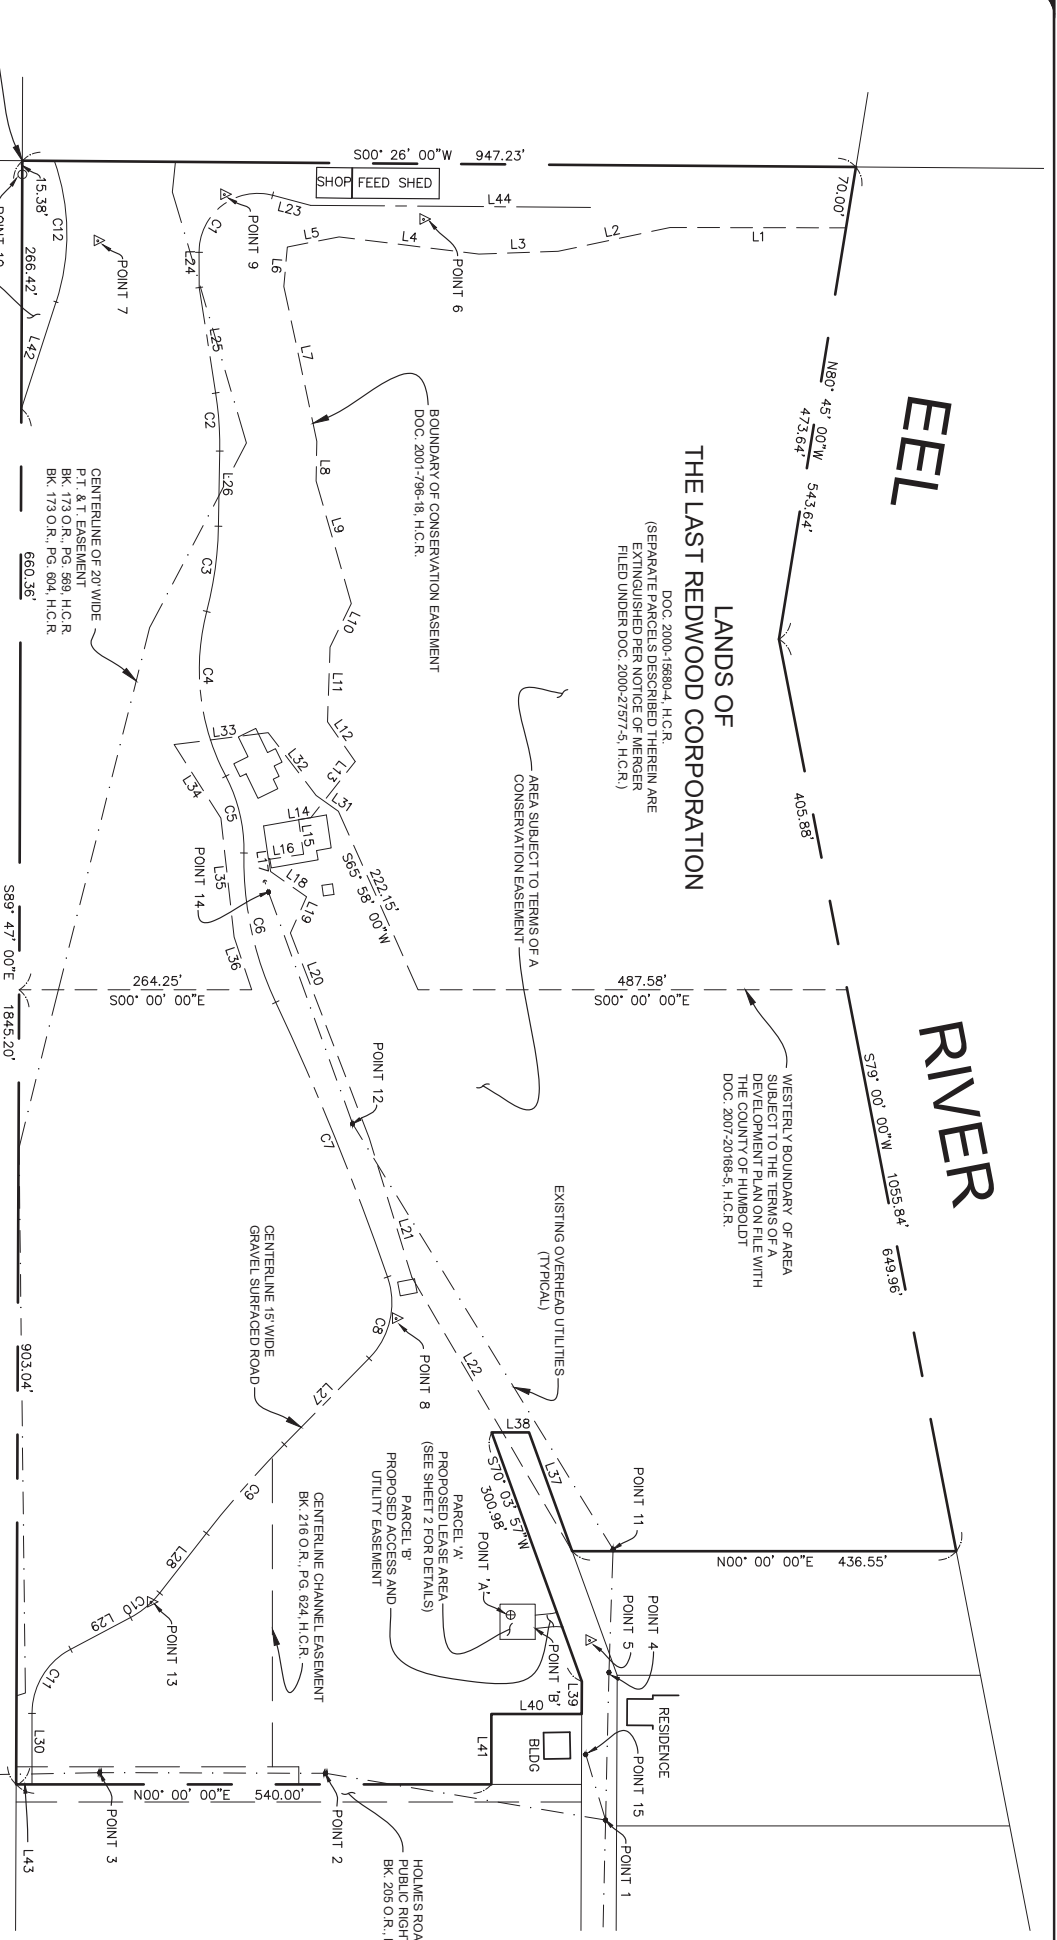 EEL
RIVER
S00° 26' 00"W 947.23'
SHOP
FEED SHED
70.00'
N80° 45' 00"W
473.64'
543.64'
405.88'
S79° 00' 00"W 1055.84'
649.96'
LANDS OF
THE LAST REDWOOD CORPORATION
DOC. 2000-15680-4, H.C.R.
(SEPARATE PARCELS DESCRIBED THEREIN ARE
EXTINGUISHED PER NOTICE OF MERGER
FILED UNDER DOC. 2000-27577-5, H.C.R.)
L44
L1
L2
L3
L4
L5
L6
L7
L8
L9
L10
L11
L12
L13
L14
L15
L16
L17
L18
L19
L20
L21
L22
L23
L24
L25
L26
L31
L32
L33
L34
L35
L36
POINT 6
POINT 9
POINT 7
C1
C2
C3
C4
C5
C6
C7
C8
C12
15.38'
266.42'
L42
BOUNDARY OF CONSERVATION EASEMENT
DOC. 2001-796-18, H.C.R.
AREA SUBJECT TO TERMS OF A
CONSERVATION EASEMENT
CENTERLINE OF 20' WIDE
P.T. & T. EASEMENT
BK. 173 O.R., PG. 569, H.C.R.
BK. 173 O.R., PG. 604, H.C.R.
660.36'
S89° 47' 00"E 1845.20'
903.04'
222.15'
S65° 58' 00"W
POINT 14
264.25'
S00° 00' 00"E
487.58'
S00° 00' 00"E
WESTERLY BOUNDARY OF AREA
SUBJECT TO THE TERMS OF A
DEVELOPMENT PLAN ON FILE WITH
THE COUNTY OF HUMBOLDT
DOC. 2007-20168-5, H.C.R.
POINT 12
EXISTING OVERHEAD UTILITIES
(TYPICAL)
POINT 8
CENTERLINE 15' WIDE
GRAVEL SURFACED ROAD
L27
C9
L28
C10
L29
C11
L30
POINT 13
CENTERLINE CHANNEL EASEMENT
BK. 216 O.R., PG. 624, H.C.R.
L38
L37
S70° 03' 57"W
300.98'
PARCEL 'A'
PROPOSED LEASE AREA
(SEE SHEET 2 FOR DETAILS)
PARCEL 'B'
PROPOSED ACCESS AND
UTILITY EASEMENT
POINT 'A'
POINT 'B'
POINT 11
N00° 00' 00"E 436.55'
POINT 4
POINT 5
RESIDENCE
POINT 15
L39
L40
L41
BLDG
POINT 1
N00° 00' 00"E 540.00'
POINT 2
POINT 3
L43
HOLMES ROA
PUBLIC RIGHT
BK. 205 O.R.,